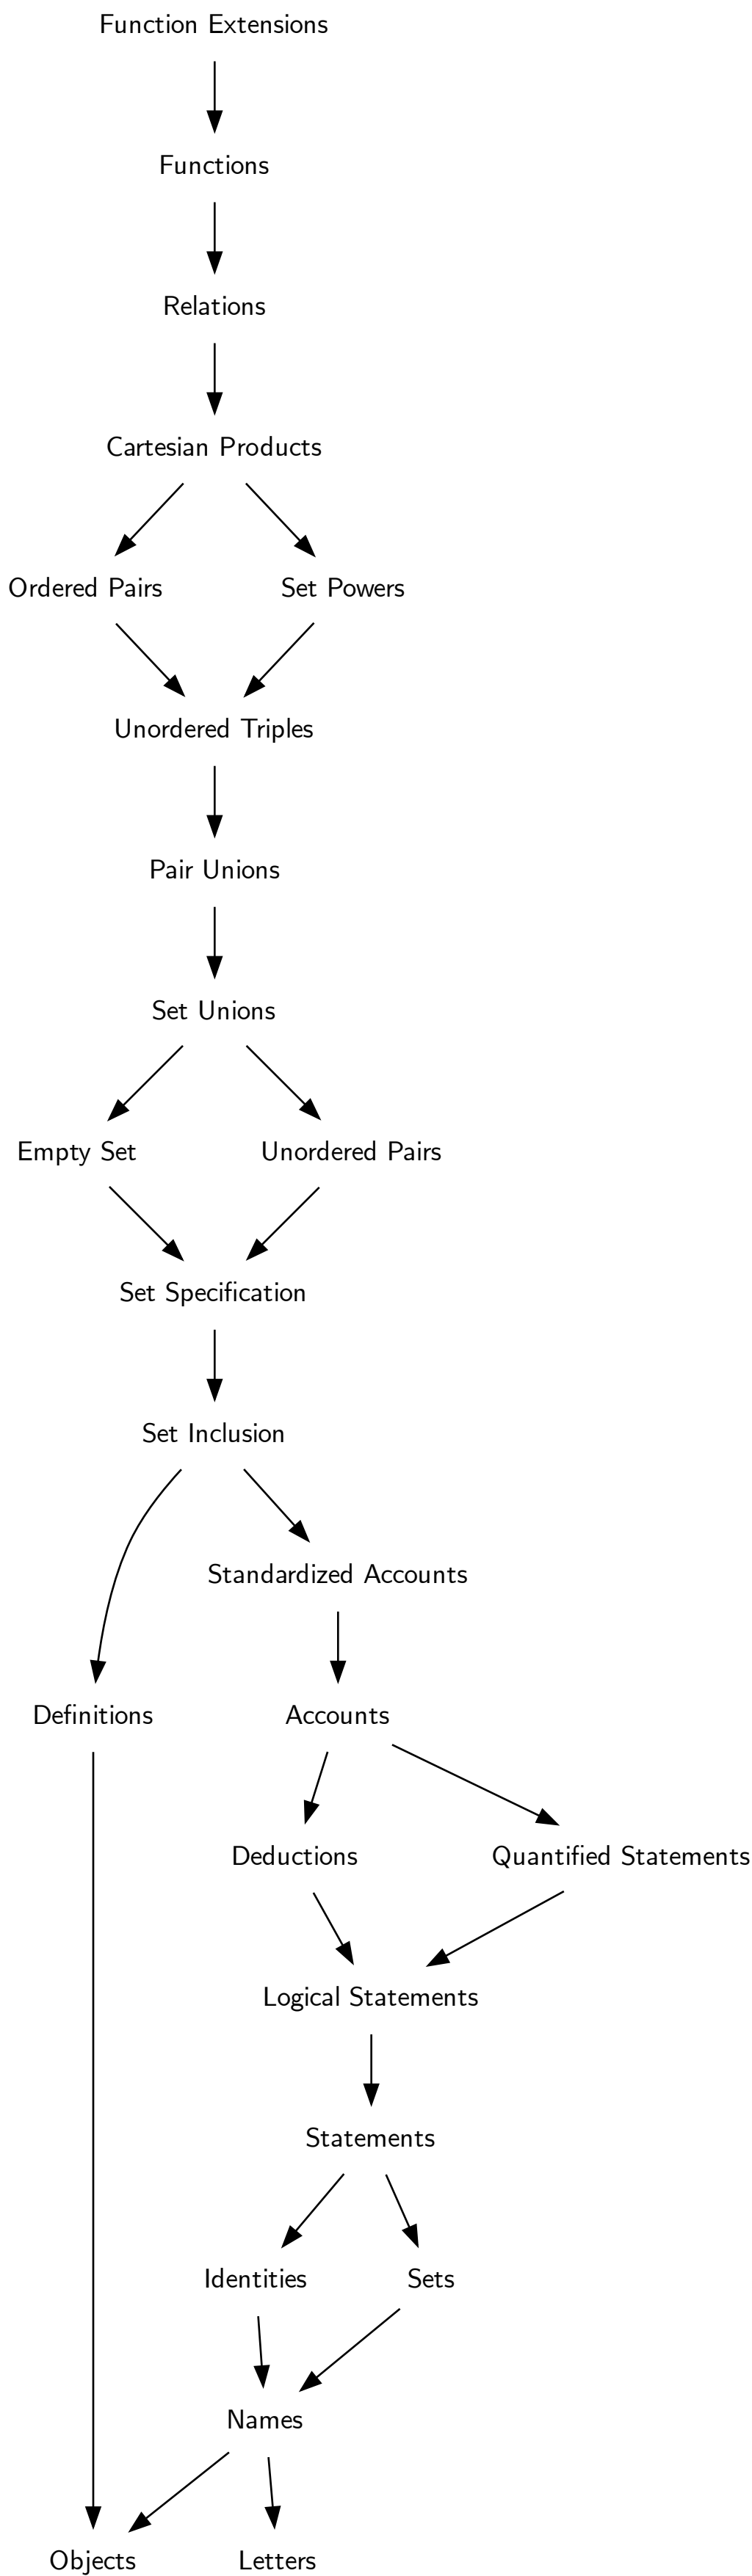 Function Extensions
Functions
Relations
Cartesian Products
Ordered Pairs
Set Powers
Unordered Triples
Pair Unions
Set Unions
Empty Set
Unordered Pairs
Set Specification
Set Inclusion
Standardized Accounts
Definitions
Accounts
Deductions
Quantified Statements
Logical Statements
Statements
Identities
Sets
Names
Objects
Letters